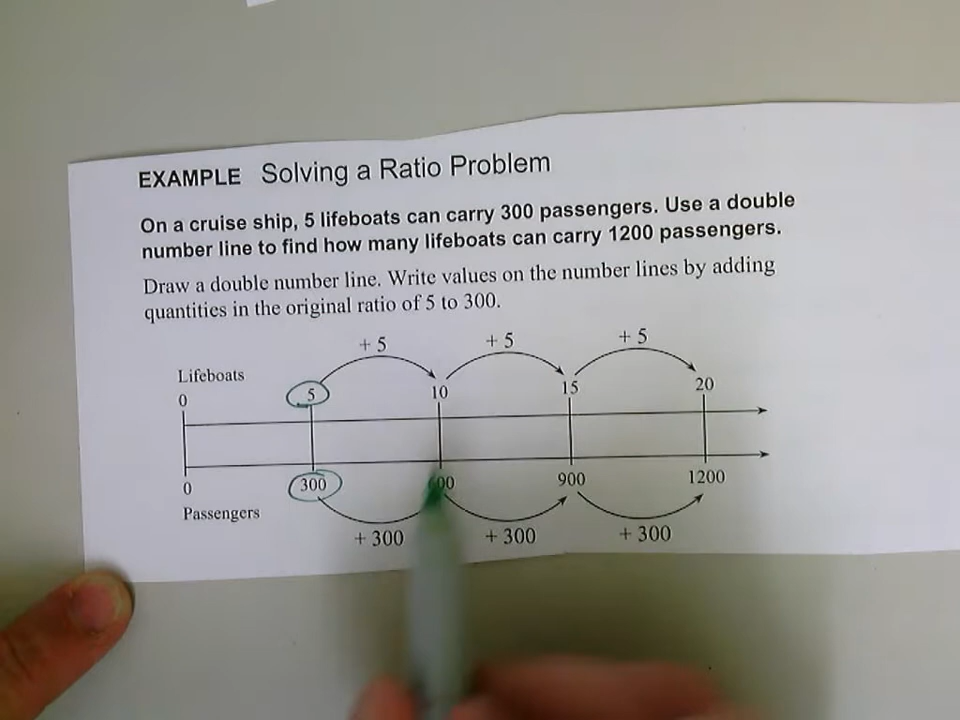 EXAMPLE Solving a Ratio Problem
On a cruise ship, 5 lifeboats can carry 300 passengers. Use a double
number line to find how many lifeboats can carry 1200 passengers.
Draw a double number line. Write values on the number lines by adding
quantities in the original ratio of 5 to 300.
+ 5 + 5 + 5
Lifeboats
0 5 10 15 20
0 300 900 1200
Passengers
+ 300 + 300 + 300